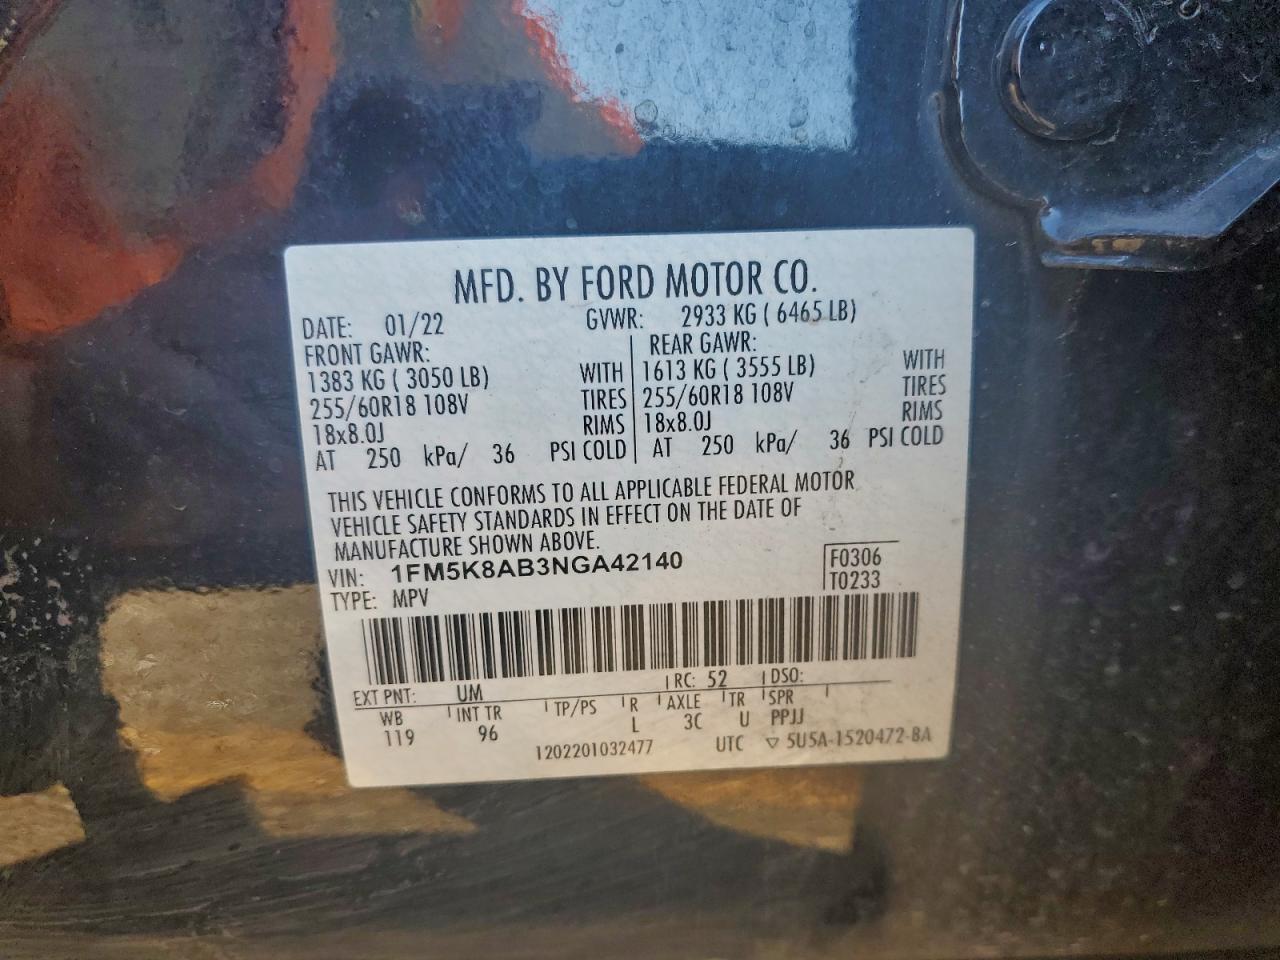 MFD. BY FORD MOTOR CO.
DATE: 01/22 GVWR: 2933 KG ( 6465 LB)
FRONT GAWR: REAR GAWR:
1383 KG ( 3050 LB) WITH 1613 KG ( 3555 LB) WITH
255/60R18 108V TIRES 255/60R18 108V TIRES
18x8.0J RIMS 18x8.0J RIMS
AT 250 kPa/ 36 PSI COLD AT 250 kPa/ 36 PSI COLD
THIS VEHICLE CONFORMS TO ALL APPLICABLE FEDERAL MOTOR
VEHICLE SAFETY STANDARDS IN EFFECT ON THE DATE OF
MANUFACTURE SHOWN ABOVE.
VIN: 1FM5K8AB3NGA42140 F0306
TYPE: MPV T0233
EXT PNT: UM RC: 52 DSO:
WB INT TR TP/PS R AXLE TR SPR
119 96 L 3C U PPJJ
1202201032477 UTC ▽ 5U5A-1520472-BA